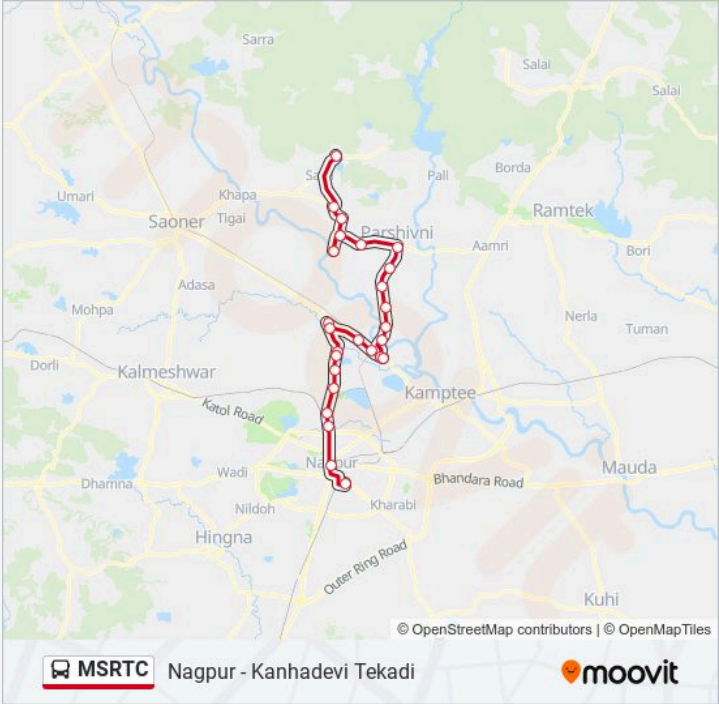 Sarra
Salai
Salai
Sa
Pali
Borda
Umari
Khapa
Saoner
Tigai
Ramtek
Parshivni
Aamri
Bori
Adasa
Mohpa
Nerla
Tuman
Dorli
Kalmeshwar
Kamptee
Katol Road
Nagpur
Wadi
Mauda
Dhamna
Bhandara Road
Nildoh
Kharabi
Hingna
Outer Ring Road
Kuhi
© OpenStreetMap contributors | © OpenMapTiles
MSRTC Nagpur - Kanhadevi Tekadi
moovit